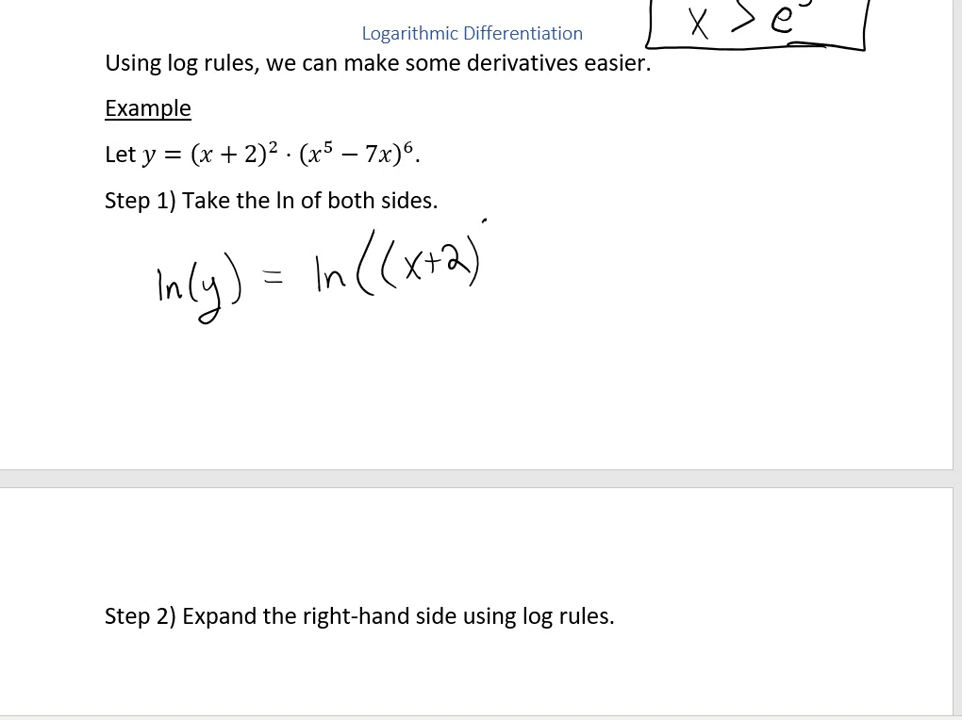 x > e
Logarithmic Differentiation
Using log rules, we can make some derivatives easier.
Example
Let y = (x + 2)² · (x⁵ − 7x)⁶.
Step 1) Take the ln of both sides.
ln(y) = ln((x+2)
Step 2) Expand the right-hand side using log rules.